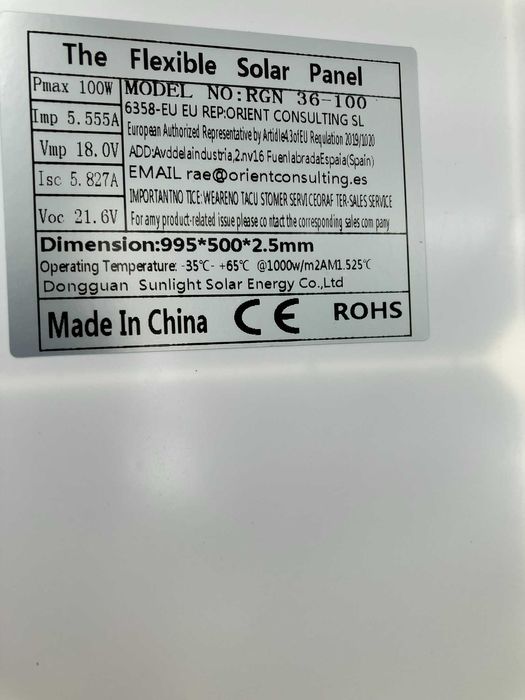 The Flexible Solar Panel
Pmax 100W
Imp 5.555A
Vmp 18.0V
Isc 5.827A
Voc 21.6V
MODEL NO:RGN 36-100
6358-EU EU REP:ORIENT CONSULTING SL
European Authorized Representative by Artidle4.3ofEU Regulation 2019/1020
ADD:Avddelaindustria,2.nv16 FuenlabradaEspaia(Spain)
EMAIL rae@orientconsulting.es
IMPORTANTNO TICE:WEARENO TACU STOMER SERVICEORAF TER-SALES SERVICE
For any product-related issue please co ntact the corresponding sales com pany
Dimension:995*500*2.5mm
Operating Temperature: -35℃- +65℃ @1000w/m2AM1.525℃
Dongguan Sunlight Solar Energy Co.,Ltd
Made In China CE ROHS